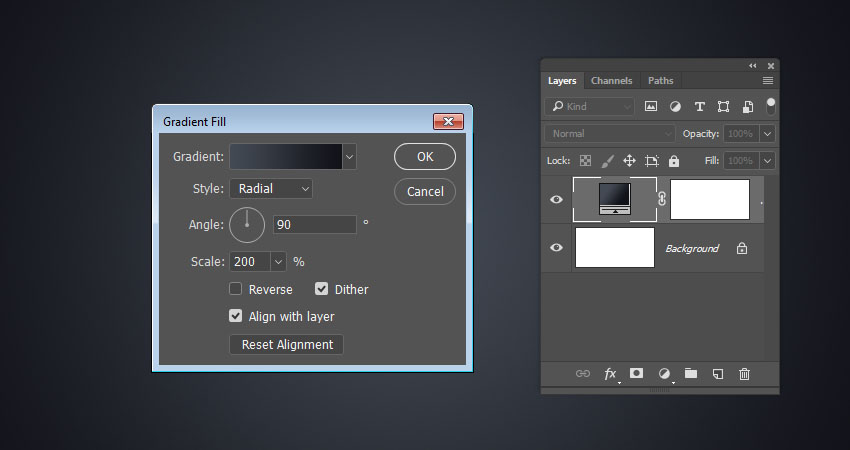 Gradient Fill
Gradient:
OK
Style: Radial
Cancel
Angle: 90 °
Scale: 200 %
Reverse Dither
Align with layer
Reset Alignment
Layers Channels Paths
Kind
Normal Opacity: 100%
Lock: Fill: 100%
Background
fx